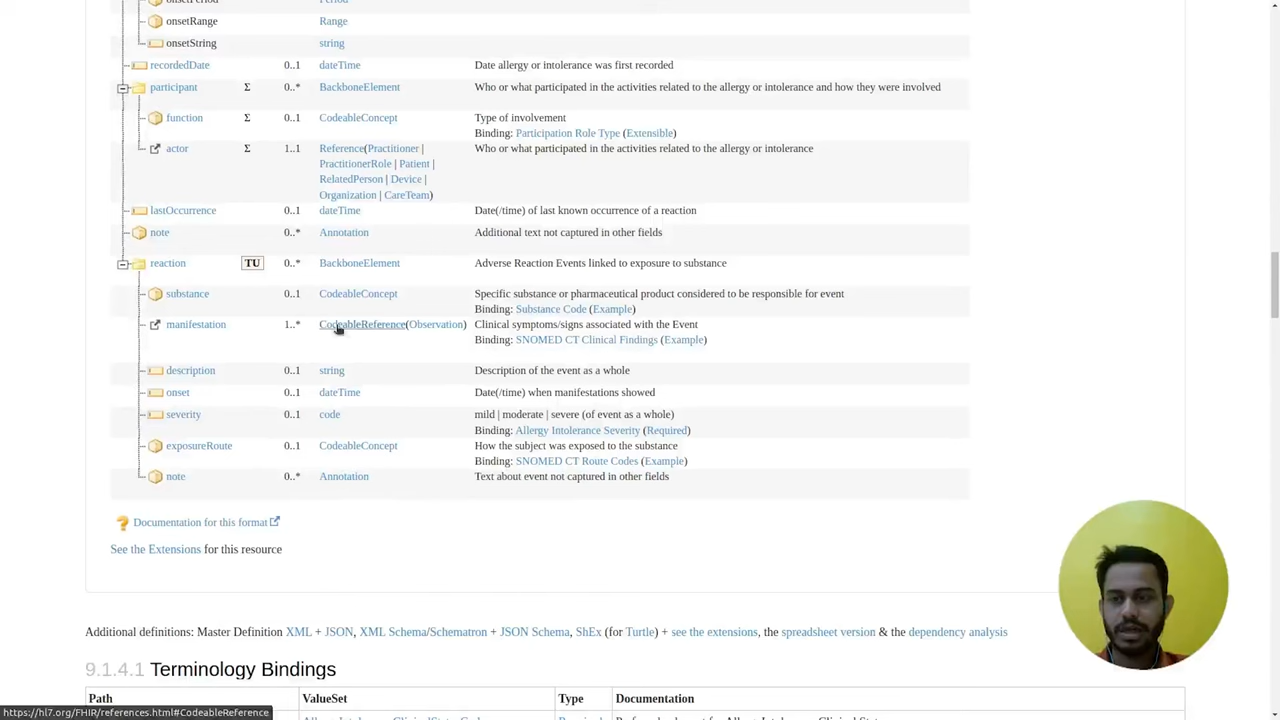 onsetPeriod Period
onsetRange Range
onsetString string
recordedDate 0..1 dateTime Date allergy or intolerance was first recorded
participant Σ 0..* BackboneElement Who or what participated in the activities related to the allergy or intolerance and how they were involved
function Σ 0..1 CodeableConcept Type of involvement
Binding: Participation Role Type (Extensible)
actor Σ 1..1 Reference(Practitioner | Who or what participated in the activities related to the allergy or intolerance
PractitionerRole | Patient |
RelatedPerson | Device |
Organization | CareTeam)
lastOccurrence 0..1 dateTime Date(/time) of last known occurrence of a reaction
note 0..* Annotation Additional text not captured in other fields
reaction TU 0..* BackboneElement Adverse Reaction Events linked to exposure to substance
substance 0..1 CodeableConcept Specific substance or pharmaceutical product considered to be responsible for event
Binding: Substance Code (Example)
manifestation 1..* CodeableReference(Observation) Clinical symptoms/signs associated with the Event
Binding: SNOMED CT Clinical Findings (Example)
description 0..1 string Description of the event as a whole
onset 0..1 dateTime Date(/time) when manifestations showed
severity 0..1 code mild | moderate | severe (of event as a whole)
Binding: Allergy Intolerance Severity (Required)
exposureRoute 0..1 CodeableConcept How the subject was exposed to the substance
Binding: SNOMED CT Route Codes (Example)
note 0..* Annotation Text about event not captured in other fields
Documentation for this format
See the Extensions for this resource
Additional definitions: Master Definition XML + JSON, XML Schema/Schematron + JSON Schema, ShEx (for Turtle) + see the extensions, the spreadsheet version & the dependency analysis
9.1.4.1 Terminology Bindings
Path ValueSet Type Documentation
https://hl7.org/FHIR/references.html#CodeableReference